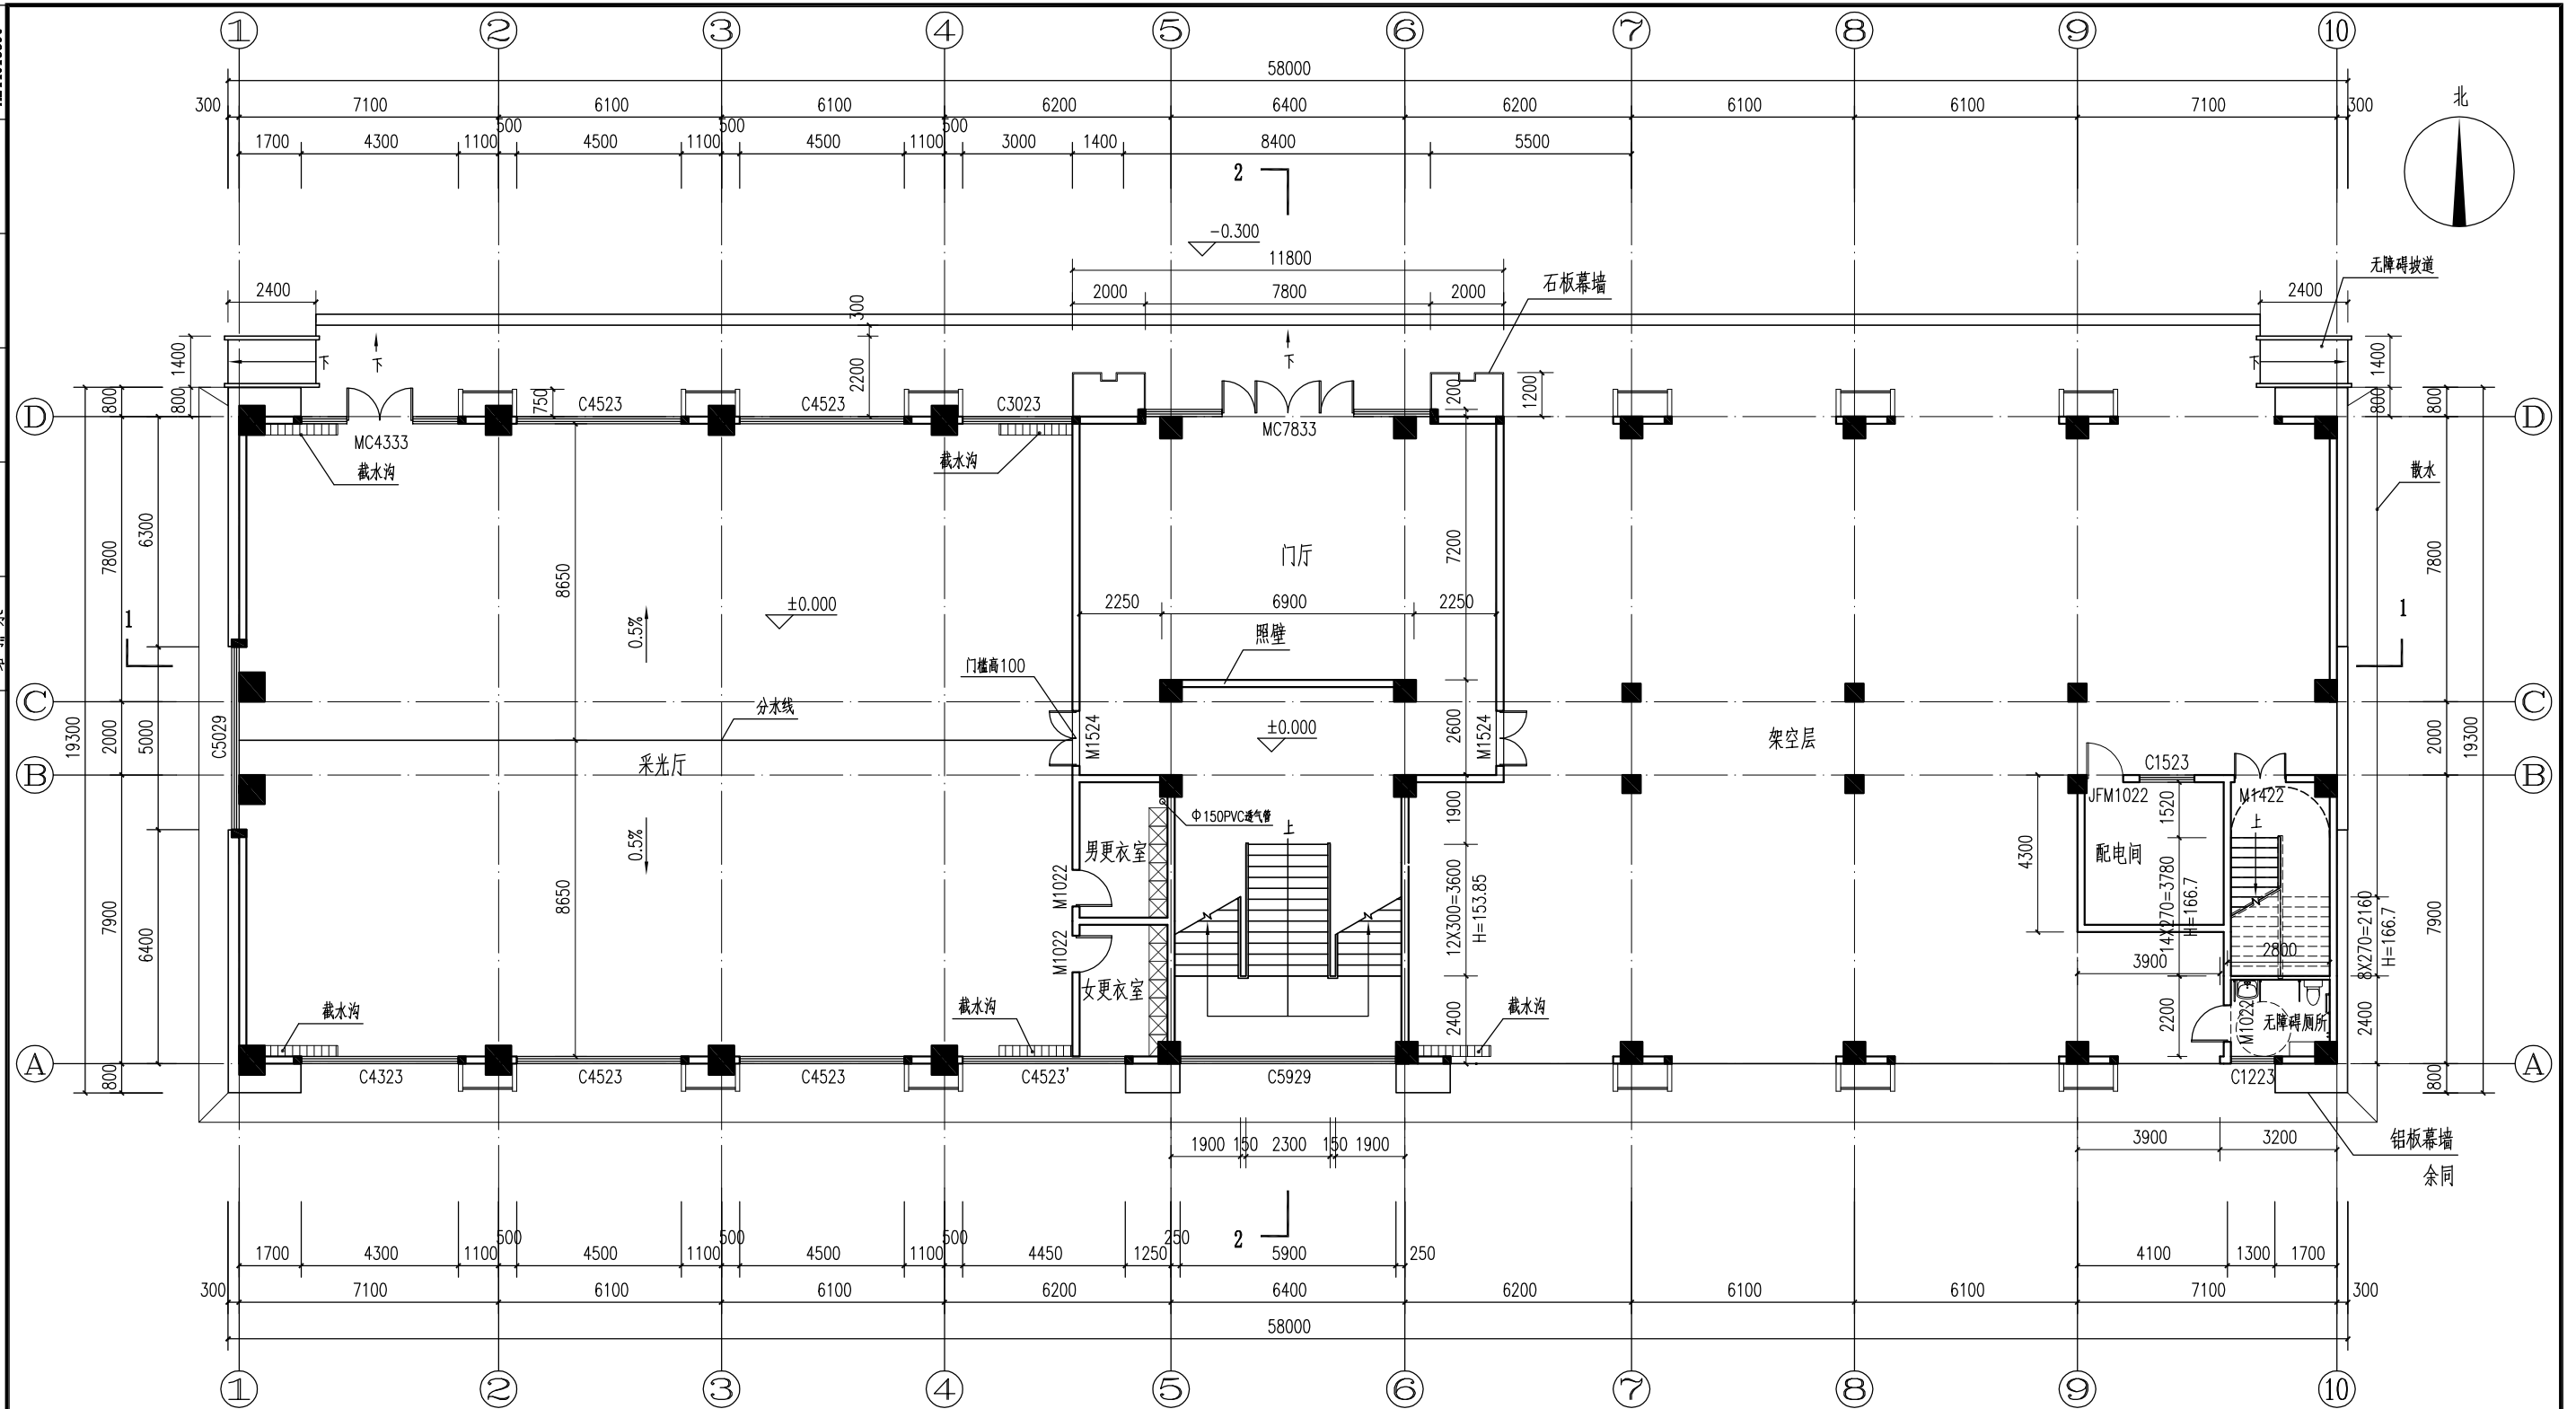 1 2 3 4 5 6 7 8 9 10
58000
300 7100 6100 6100 6200 6400 6200 6100 6100 7100 300
500 500 500
1700 4300 1100 4500 1100 4500 1100 3000 1400 8400 5500
北
2
-0.300
11800
石板幕墙
无障碍坡道
2400 2000 7800 2000 2400
300
1400 下 下 2200 下 下 1400
800 800 750 C4523 C4523 C3023 200 1200 800 800
D D
MC4333 MC7833
截水沟 截水沟
散水
6300
7800 8650 门厅 7200 7800
1 0.5% ±0.000 2250 6900 2250 1
照壁
门槛高100
C C
分水线
19300 2000 5000 C5029 M1524 ±0.000 2600 M1524 架空层 2000 19300
采光厅
B C1523 B
JFM1022 M1422
Φ150PVC透气管
上 1900 1520 上
0.5% 男更衣室 4300 配电间
7900 8650 M1022 12X300=3600 14X270=3780 7900
H=153.85 H=166.7 8X270=2160
H=166.7
6400 M1022 3900 2800
女更衣室
截水沟 截水沟 2400 截水沟 2200 M1022 无障碍厕所 2400
A A
800 C4323 C4523 C4523 C4523' C5929 C1223 800
1900 150 2300 150 1900 3900 3200
铝板幕墙
余同
2
500 500 500 250
1700 4300 1100 4500 1100 4500 1100 4450 1250 5900 250 4100 1300 1700
300 7100 6100 6100 6200 6400 6200 6100 6100 7100 300
58000
1 2 3 4 5 6 7 8 9 10